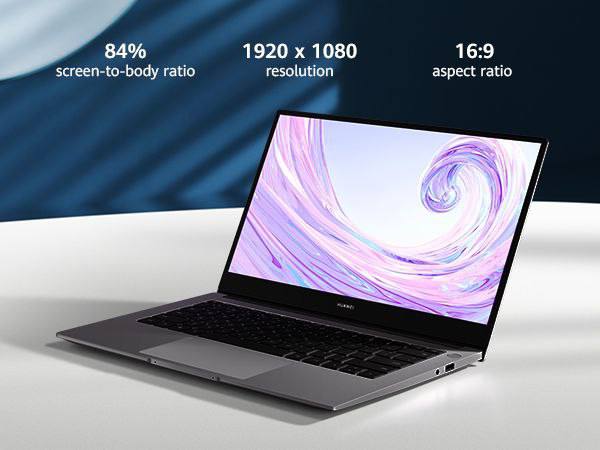 84%
screen-to-body ratio
1920 x 1080
resolution
16:9
aspect ratio
HUAWEI